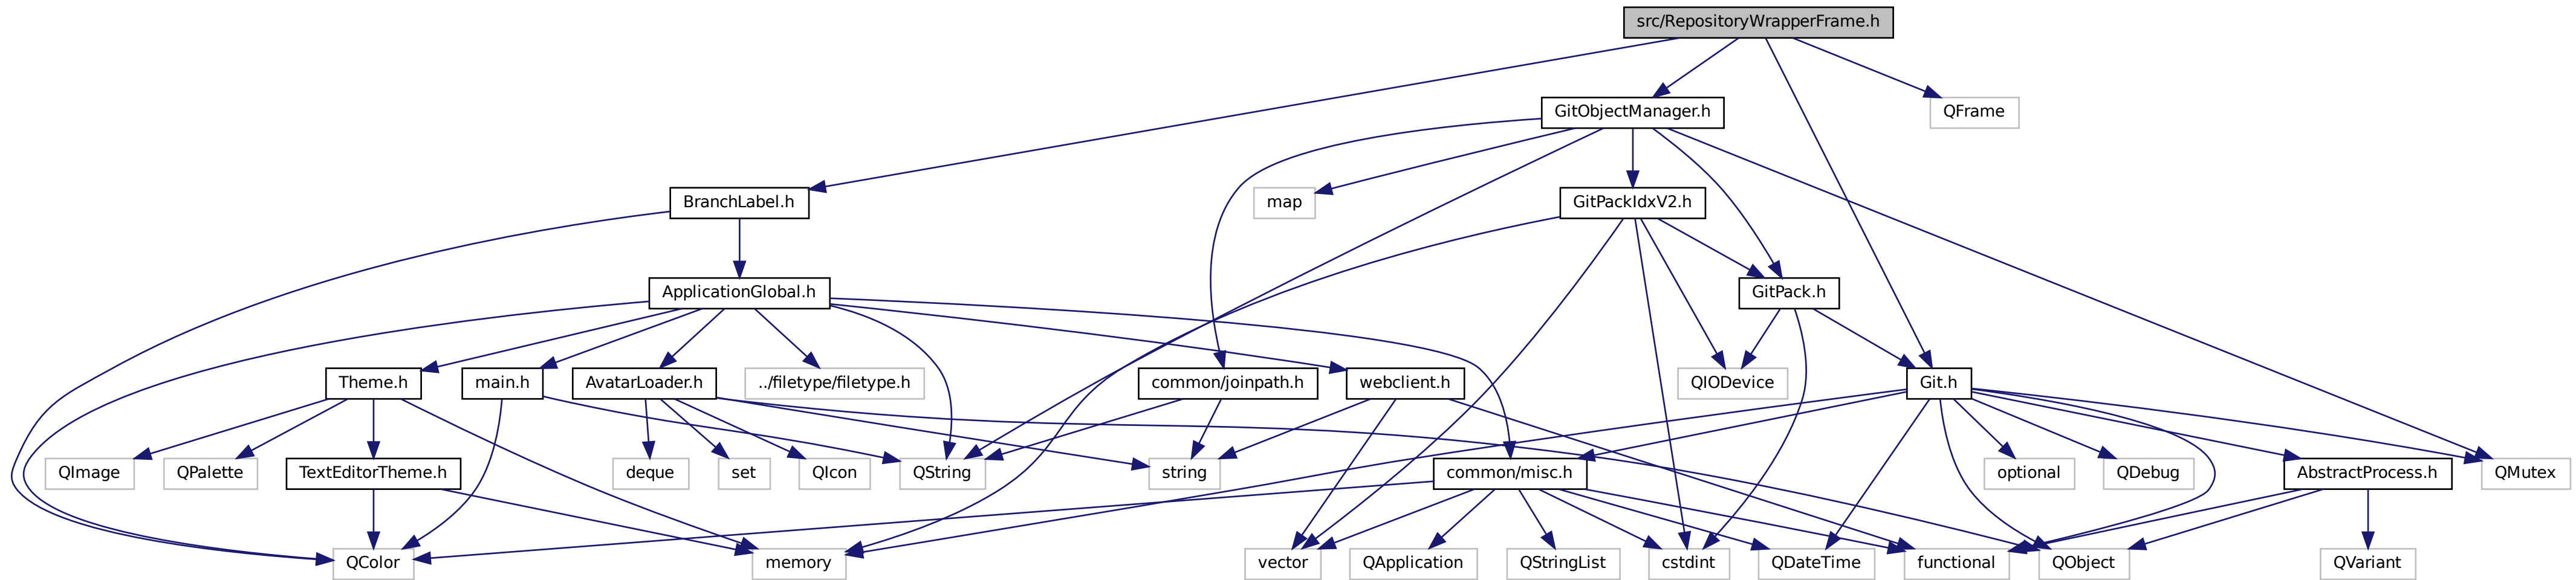 src/RepositoryWrapperFrame.h
GitObjectManager.h
QFrame
BranchLabel.h
map
GitPackIdxV2.h
ApplicationGlobal.h
GitPack.h
Theme.h
main.h
AvatarLoader.h
../filetype/filetype.h
common/joinpath.h
webclient.h
QIODevice
Git.h
QImage
QPalette
TextEditorTheme.h
deque
set
QIcon
QString
string
common/misc.h
optional
QDebug
AbstractProcess.h
QMutex
QColor
memory
vector
QApplication
QStringList
cstdint
QDateTime
functional
QObject
QVariant